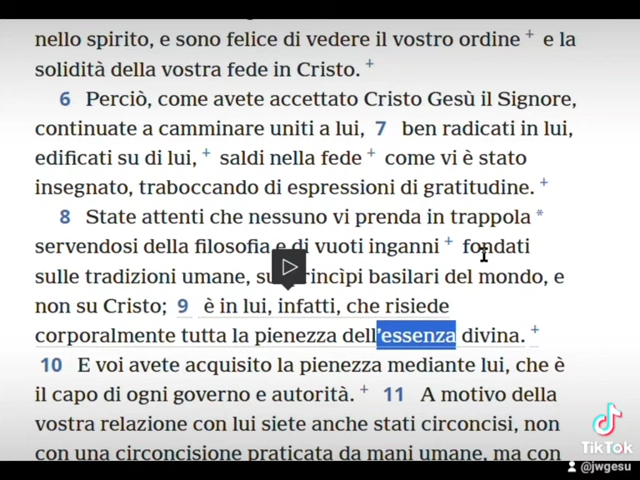 nello spirito, e sono felice di vedere il vostro ordine + e la
solidità della vostra fede in Cristo. +
6 Perciò, come avete accettato Cristo Gesù il Signore,
continuate a camminare uniti a lui, 7 ben radicati in lui,
edificati su di lui, + saldi nella fede + come vi è stato
insegnato, traboccando di espressioni di gratitudine. +
8 State attenti che nessuno vi prenda in trappola *
servendosi della filosofia e di vuoti inganni + fondati
sulle tradizioni umane, su princìpi basilari del mondo, e
non su Cristo; 9 è in lui, infatti, che risiede
corporalmente tutta la pienezza dell'essenza divina. +
10 E voi avete acquisito la pienezza mediante lui, che è
il capo di ogni governo e autorità. + 11 A motivo della
vostra relazione con lui siete anche stati circoncisi, non
con una circoncisione praticata da mani umane, ma con
TikTok
@jwgesu